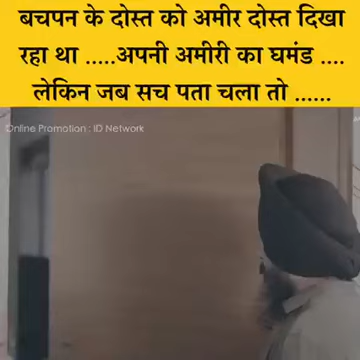 बचपन के दोस्त को अमीर दोस्त दिखा
रहा था .....अपनी अमीरी का घमंड ....
लेकिन जब सच पता चला तो ......
Online Promotion : ID Network